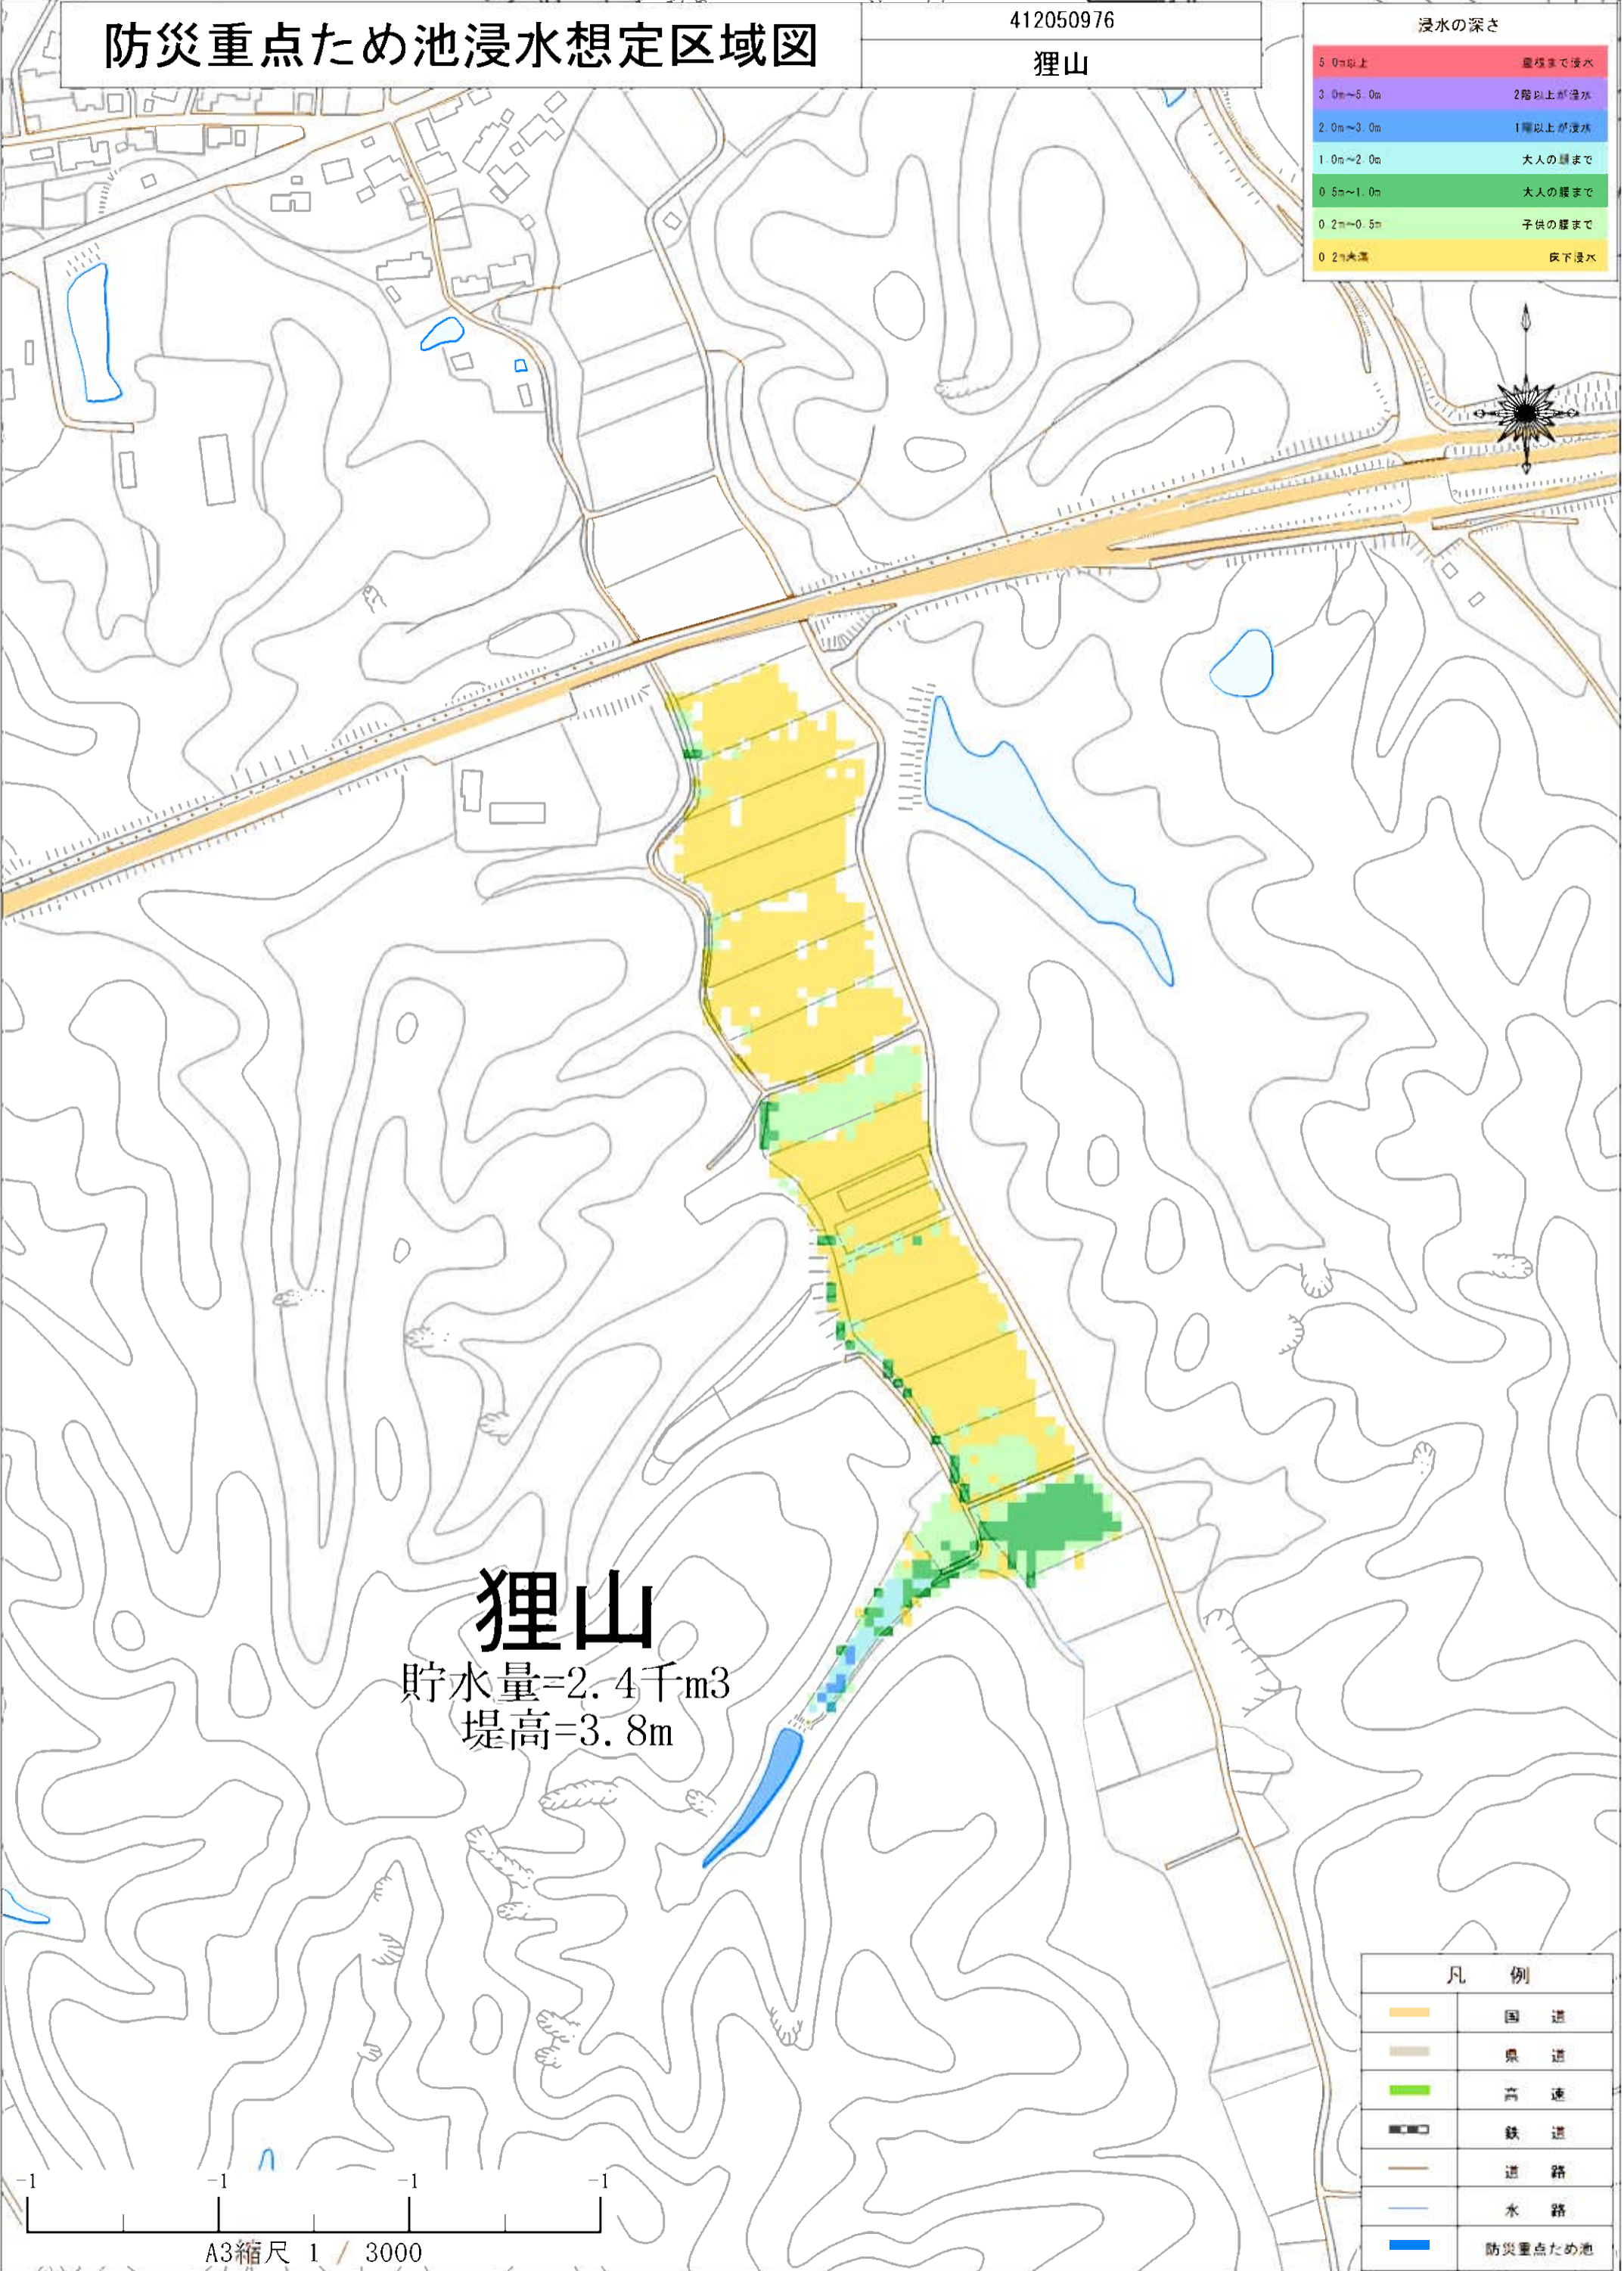 防災重点ため池浸水想定区域図
412050976
狸山
浸水の深さ
5.0m以上 屋根まで浸水
3.0m～5.0m 2階以上が浸水
2.0m～3.0m 1階以上が浸水
1.0m～2.0m 大人の頭まで
0.5m～1.0m 大人の腰まで
0.2m～0.5m 子供の腰まで
0.2m未満 床下浸水
狸山
貯水量=2.4千m3
堤高=3.8m
凡 例
国 道
県 道
高 速
鉄 道
道 路
水 路
防災重点ため池
-1 -1 -1 -1
A3縮尺 1 / 3000